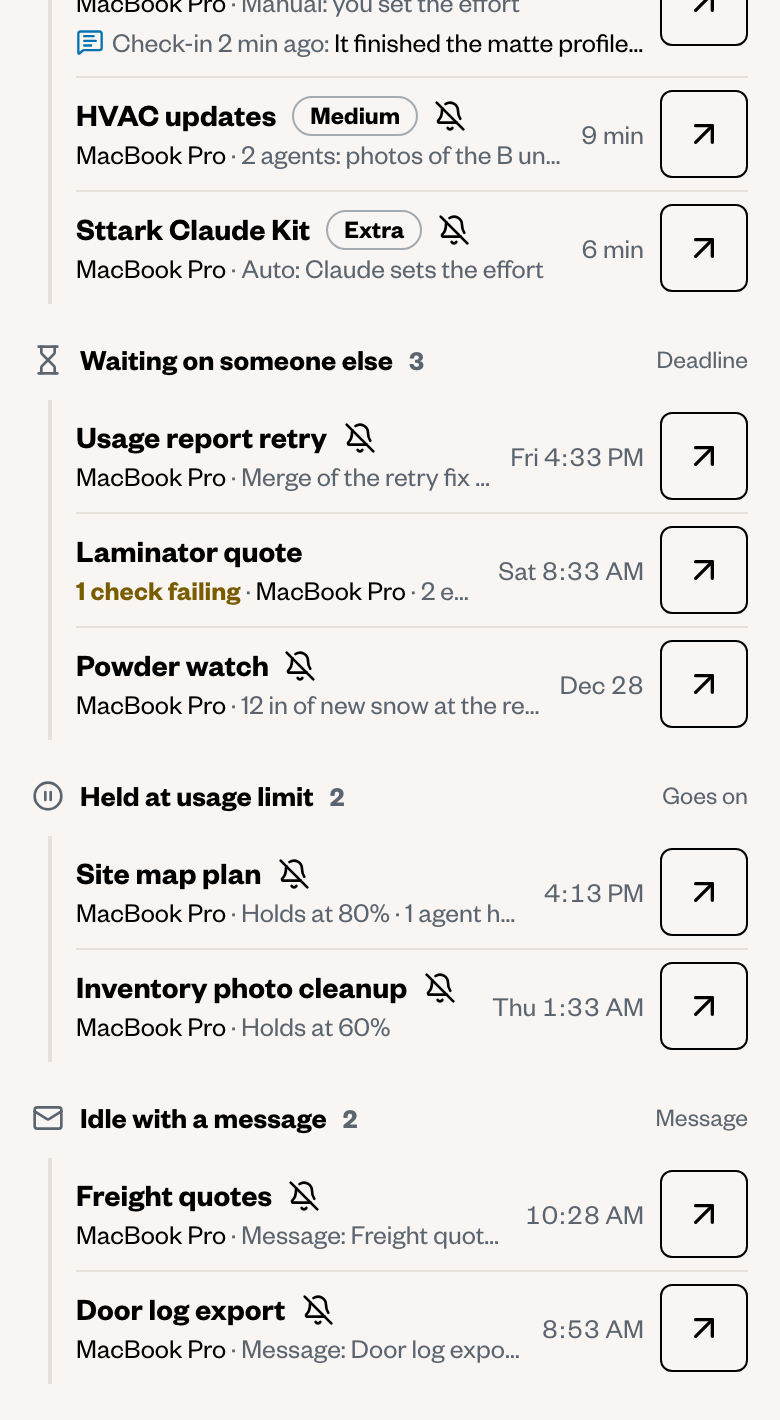 MacBook Pro · Manual: you set the effort
Check-in 2 min ago: It finished the matte profile...
HVAC updates Medium
9 min
MacBook Pro · 2 agents: photos of the B un...
Sttark Claude Kit Extra
6 min
MacBook Pro · Auto: Claude sets the effort
Waiting on someone else 3 Deadline
Usage report retry
Fri 4:33 PM
MacBook Pro · Merge of the retry fix ...
Laminator quote
Sat 8:33 AM
1 check failing · MacBook Pro · 2 e...
Powder watch
Dec 28
MacBook Pro · 12 in of new snow at the re...
Held at usage limit 2 Goes on
Site map plan
4:13 PM
MacBook Pro · Holds at 80% · 1 agent h...
Inventory photo cleanup
Thu 1:33 AM
MacBook Pro · Holds at 60%
Idle with a message 2 Message
Freight quotes
10:28 AM
MacBook Pro · Message: Freight quot...
Door log export
8:53 AM
MacBook Pro · Message: Door log expo...